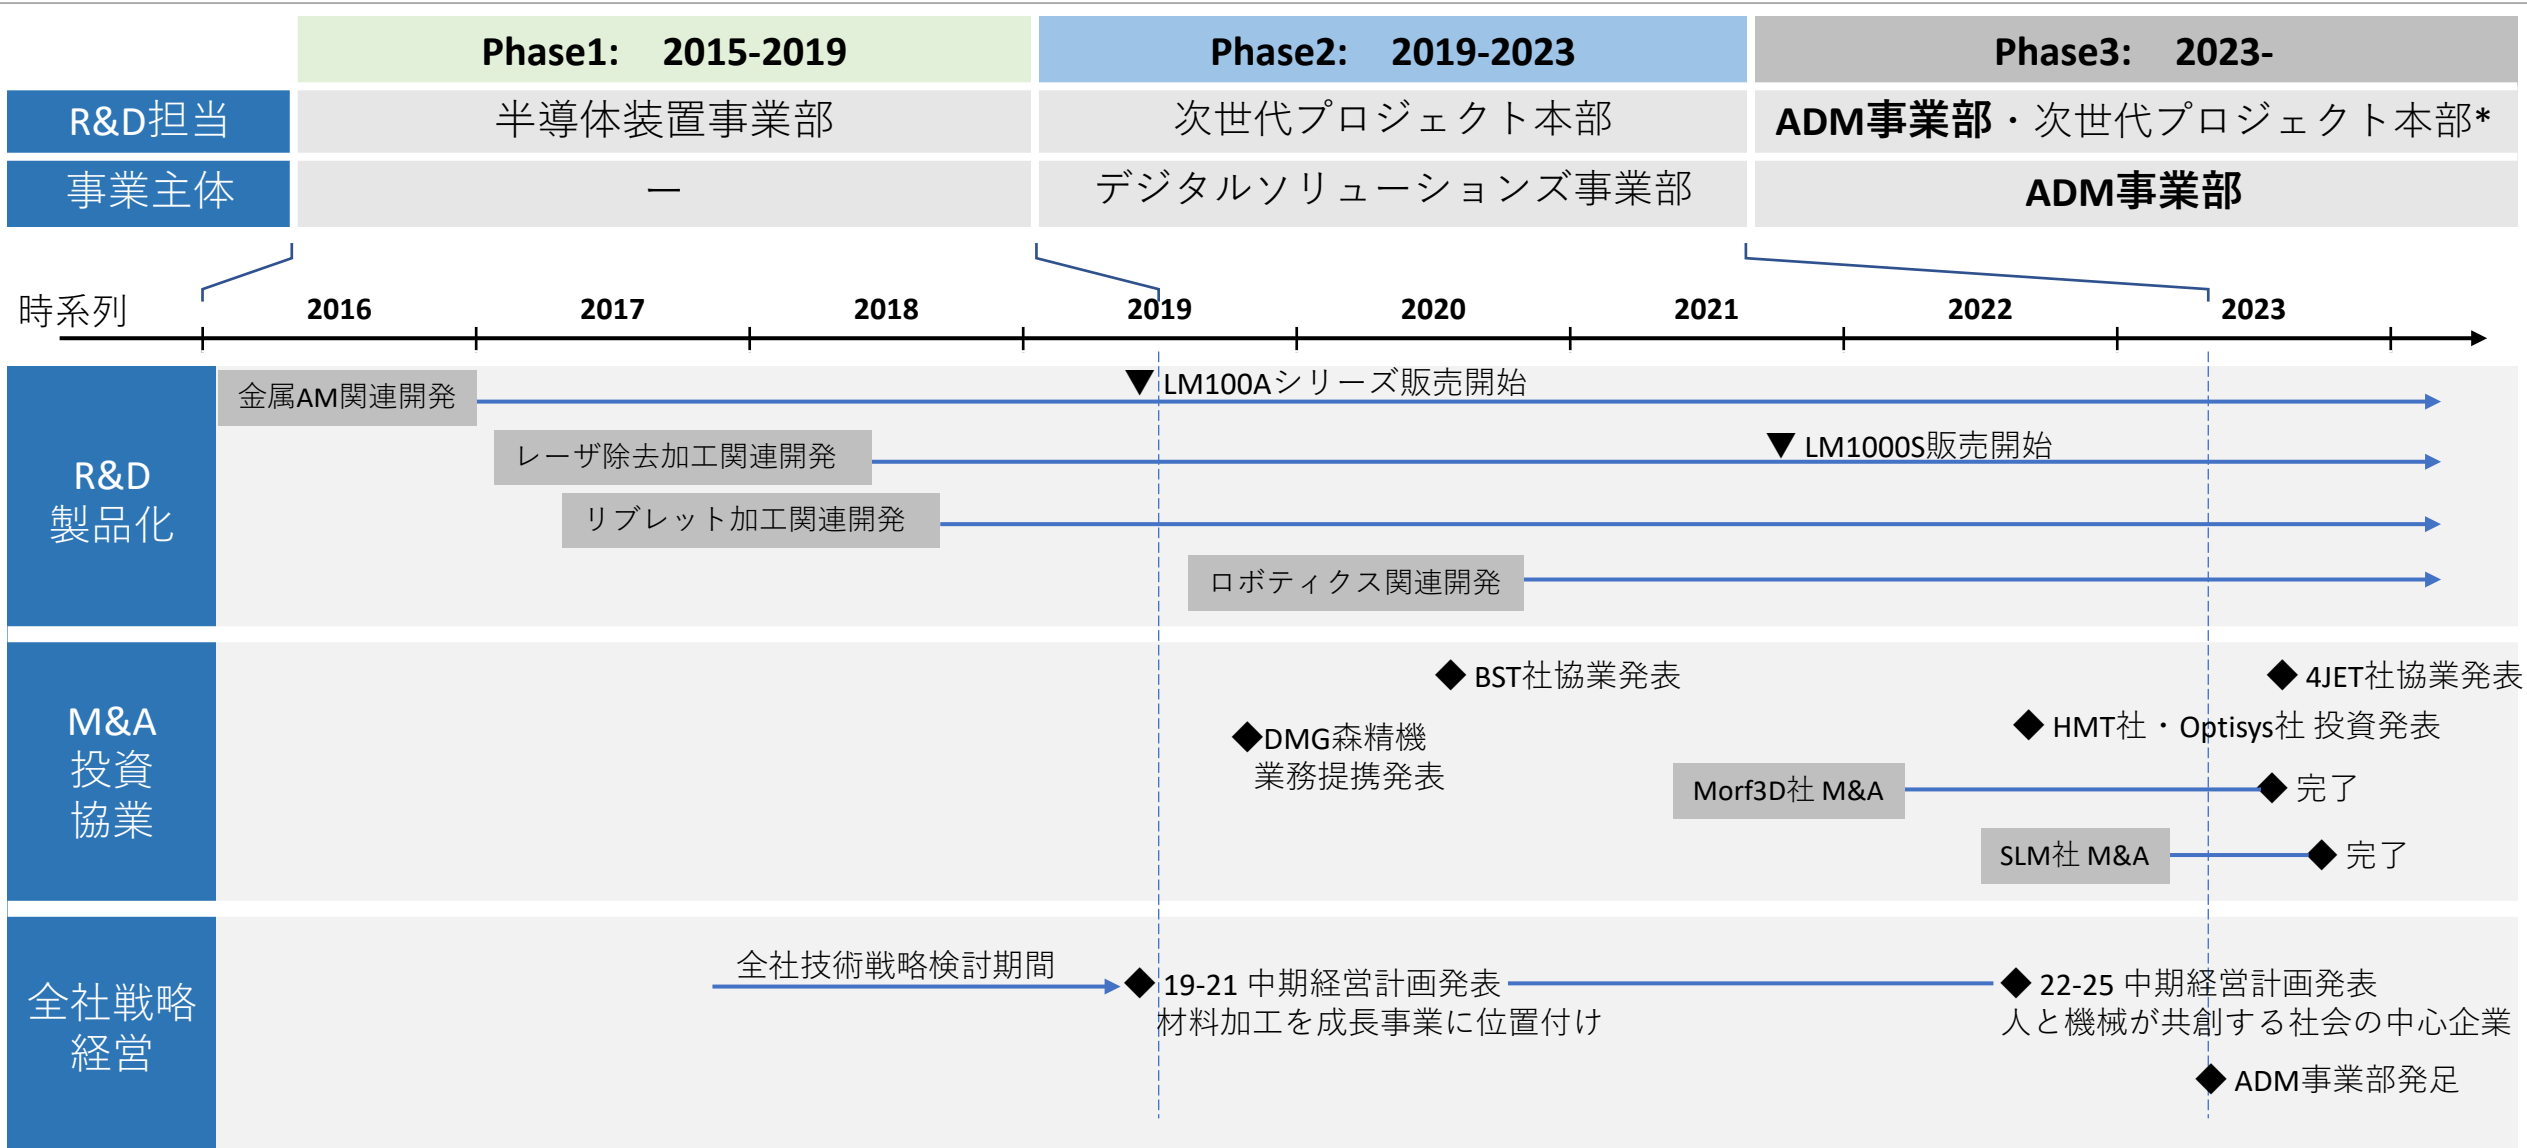 Phase1: 2015-2019
Phase2: 2019-2023
Phase3: 2023-
R&D担当
半導体装置事業部
次世代プロジェクト本部
ADM事業部・次世代プロジェクト本部*
事業主体
ー
デジタルソリューションズ事業部
ADM事業部
時系列
2016
2017
2018
2019
2020
2021
2022
2023
R&D
製品化
金属AM関連開発
▼LM100Aシリーズ販売開始
レーザ除去加工関連開発
▼LM1000S販売開始
リブレット加工関連開発
ロボティクス関連開発
M&A
投資
協業
◆BST社協業発表
◆4JET社協業発表
◆DMG森精機
業務提携発表
◆HMT社・Optisys社 投資発表
Morf3D社 M&A
◆完了
SLM社 M&A
◆完了
全社戦略
経営
全社技術戦略検討期間
◆19-21 中期経営計画発表
材料加工を成長事業に位置付け
◆22-25 中期経営計画発表
人と機械が共創する社会の中心企業
◆ADM事業部発足